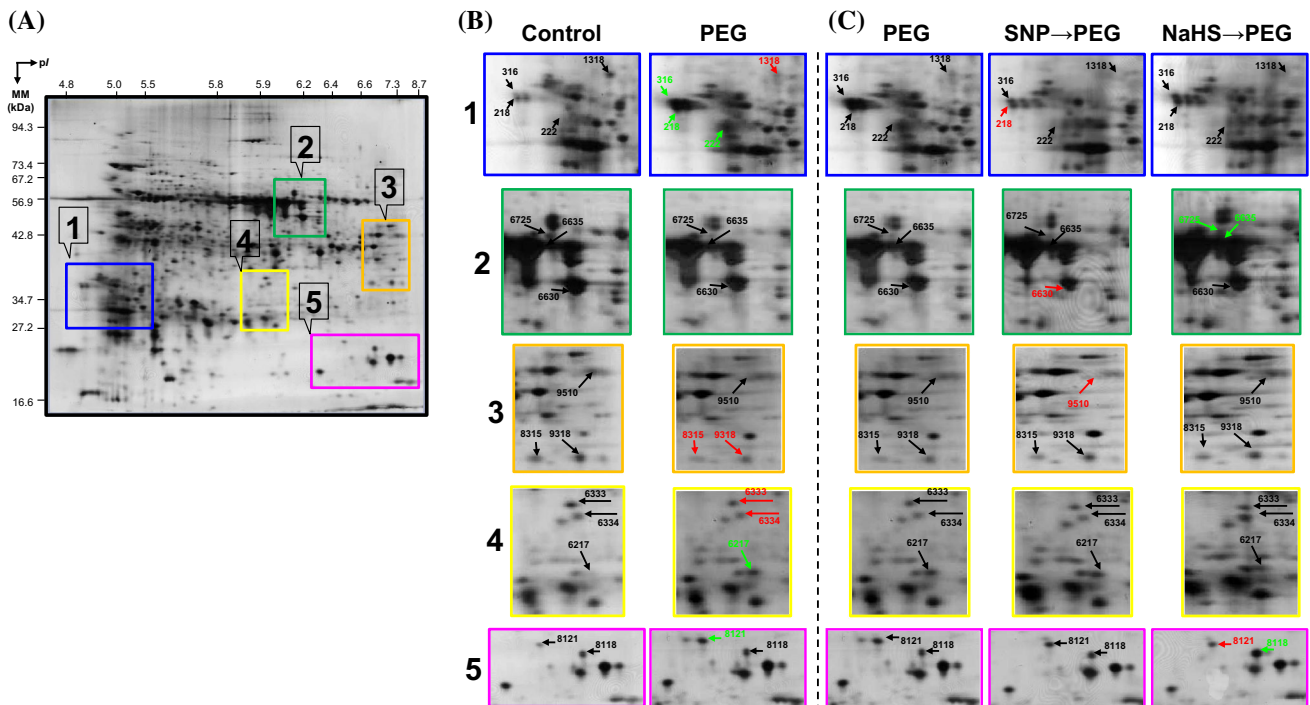 (A)
pI
MM
(kDa)
4.8 5.0 5.5 5.8 5.9 6.2 6.4 6.6 7.3 8.7
94.3
73.4
67.2
56.9
42.8
34.7
27.2
16.6
1
2
3
4
5
(B) (C)
Control PEG PEG SNP→PEG NaHS→PEG
1
316 218 222 1318
316 218 222 1318
316 218 222 1318
316 218 222 1318
316 218 222 1318
2
6725 6635 6630
6725 6635 6630
6725 6635 6630
6725 6635 6630
6725 6635 6630
3
9510 8315 9318
9510 8315 9318
9510 8315 9318
9510 8315 9318
9510 8315 9318
4
6333 6334 6217
6333 6334 6217
6333 6334 6217
6333 6334 6217
6333 6334 6217
5
8121 8118
8121 8118
8121 8118
8121 8118
8121 8118